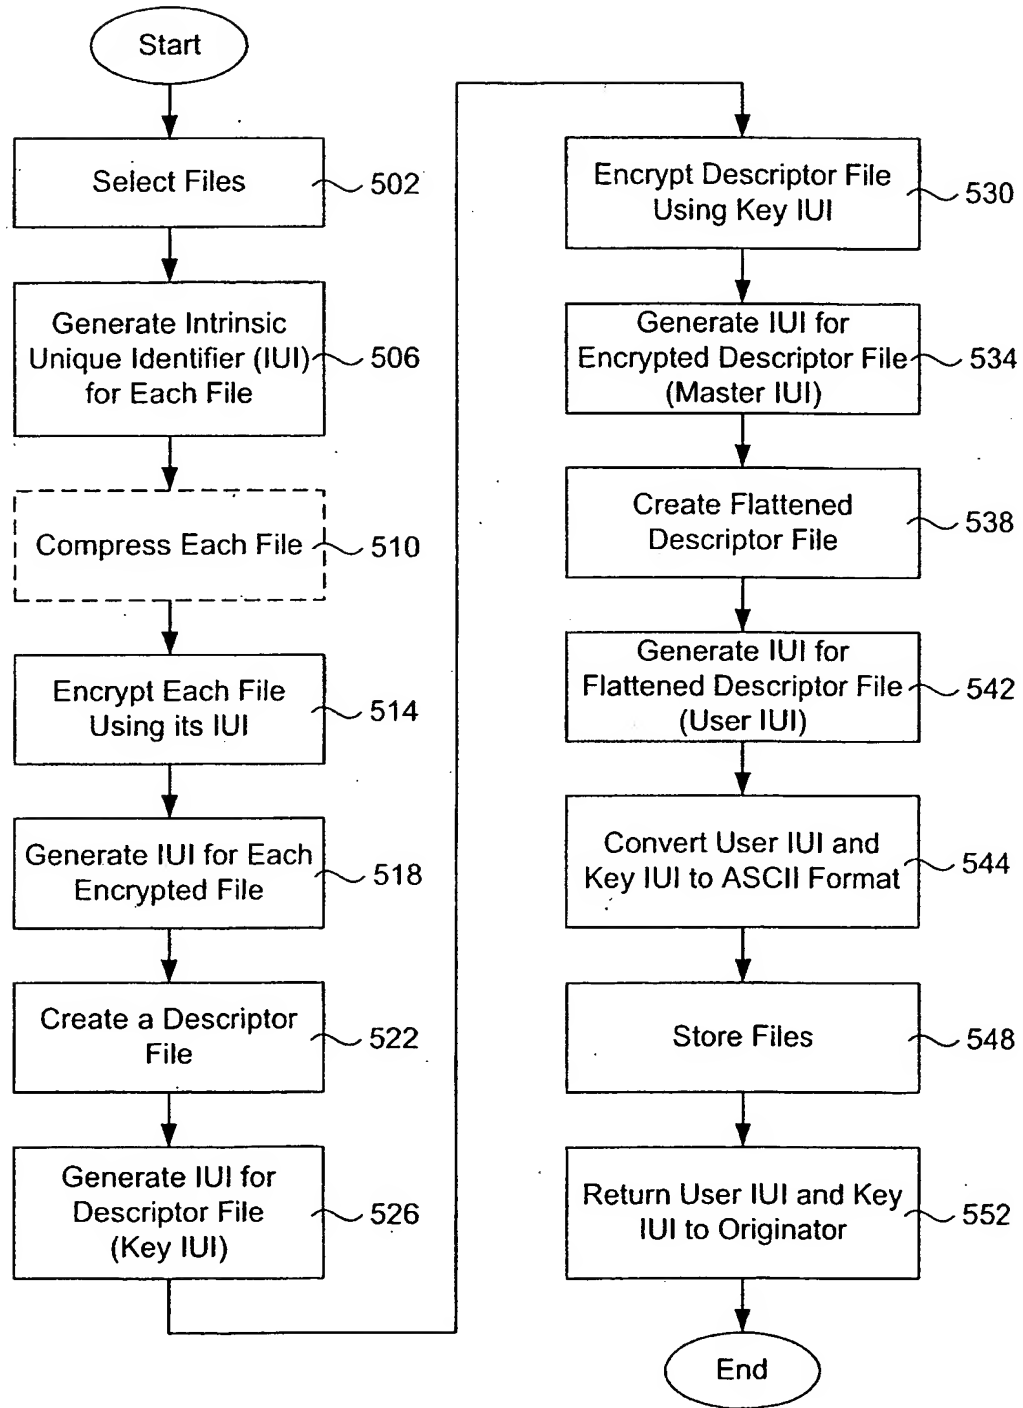 Start
Select Files
502
Generate Intrinsic
Unique Identifier (IUI)
for Each File
506
Compress Each File
510
Encrypt Each File
Using its IUI
514
Generate IUI for Each
Encrypted File
518
Create a Descriptor
File
522
Generate IUI for
Descriptor File
(Key IUI)
526
Encrypt Descriptor File
Using Key IUI
530
Generate IUI for
Encrypted Descriptor File
(Master IUI)
534
Create Flattened
Descriptor File
538
Generate IUI for
Flattened Descriptor File
(User IUI)
542
Convert User IUI and
Key IUI to ASCII Format
544
Store Files
548
Return User IUI and Key
IUI to Originator
552
End